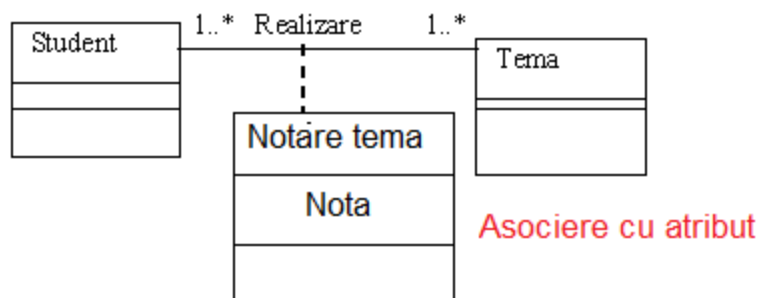 1..* Realizare 1..*
Student
Tema
Notare tema
Nota
Asociere cu atribut